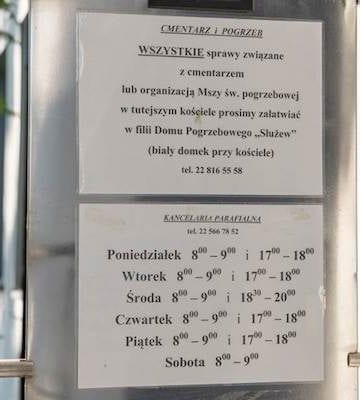 CMENTARZ i POGRZEB
WSZYSTKIE sprawy związane
z cmentarzem
lub organizacją Mszy św. pogrzebowej
w tutejszym kościele prosimy załatwiać
w filii Domu Pogrzebowego „Służew”
(biały domek przy kościele)
tel. 22 816 55 58
KANCELARIA PARAFIALNA
tel. 22 566 78 52
Poniedziałek 8⁰⁰ – 9⁰⁰ i 17⁰⁰ – 18⁰⁰
Wtorek 8⁰⁰ – 9⁰⁰ i 17⁰⁰ – 18⁰⁰
Środa 8⁰⁰ – 9⁰⁰ i 18³⁰ – 20⁰⁰
Czwartek 8⁰⁰ – 9⁰⁰ i 17⁰⁰ – 18⁰⁰
Piątek 8⁰⁰ – 9⁰⁰ i 17⁰⁰ – 18⁰⁰
Sobota 8⁰⁰ – 9⁰⁰